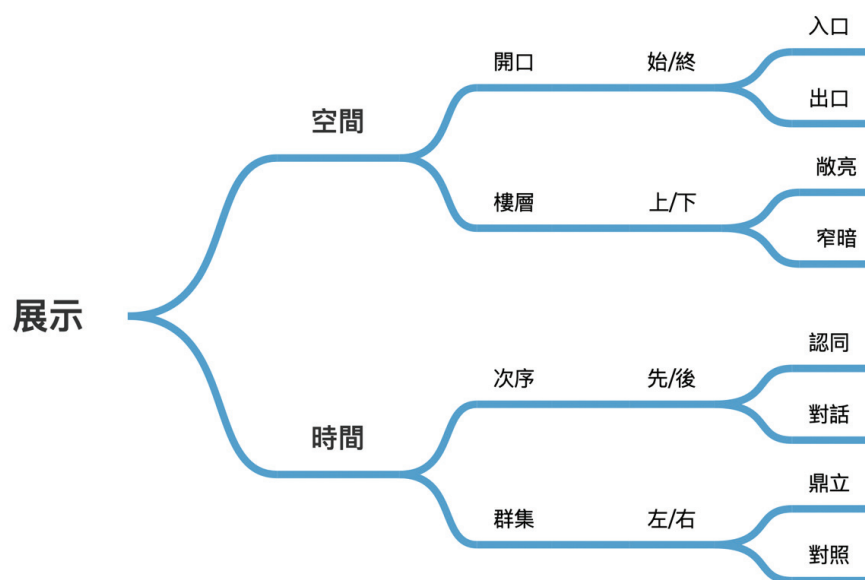 展示
空間
開口
始/終
入口
出口
樓層
上/下
敞亮
窄暗
時間
次序
先/後
認同
對話
群集
左/右
鼎立
對照